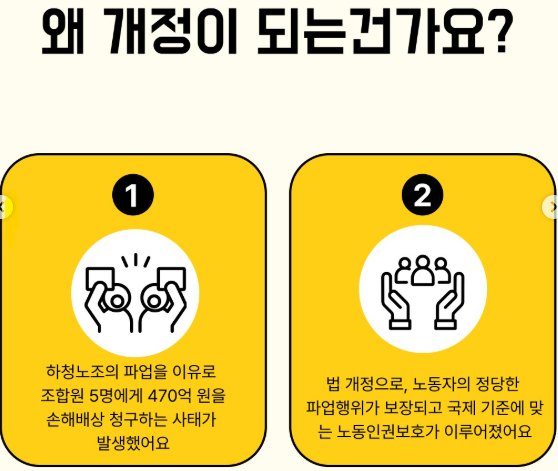 왜 개정이 되는건가요?
1
하청노조의 파업을 이유로
조합원 5명에게 470억 원을
손해배상 청구하는 사태가
발생했어요
2
법 개정으로, 노동자의 정당한
파업행위가 보장되고 국제 기준에 맞
는 노동인권보호가 이루어졌어요